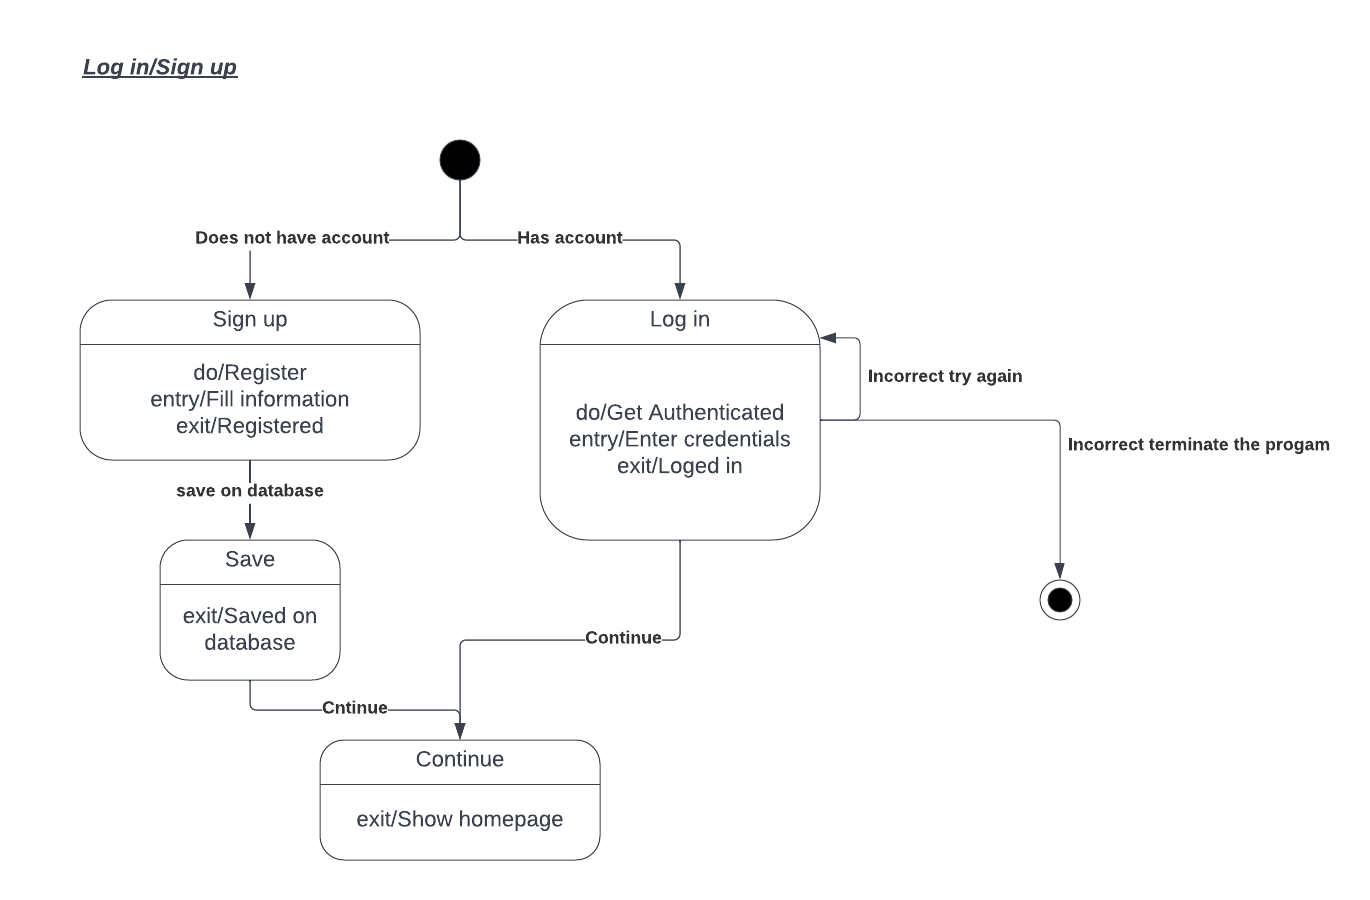 Log in/Sign up
Does not have account
Has account
Sign up
do/Register
entry/Fill information
exit/Registered
Log in
do/Get Authenticated
entry/Enter credentials
exit/Loged in
Incorrect try again
Incorrect terminate the progam
save on database
Save
exit/Saved on
database
Continue
Cntinue
Continue
exit/Show homepage